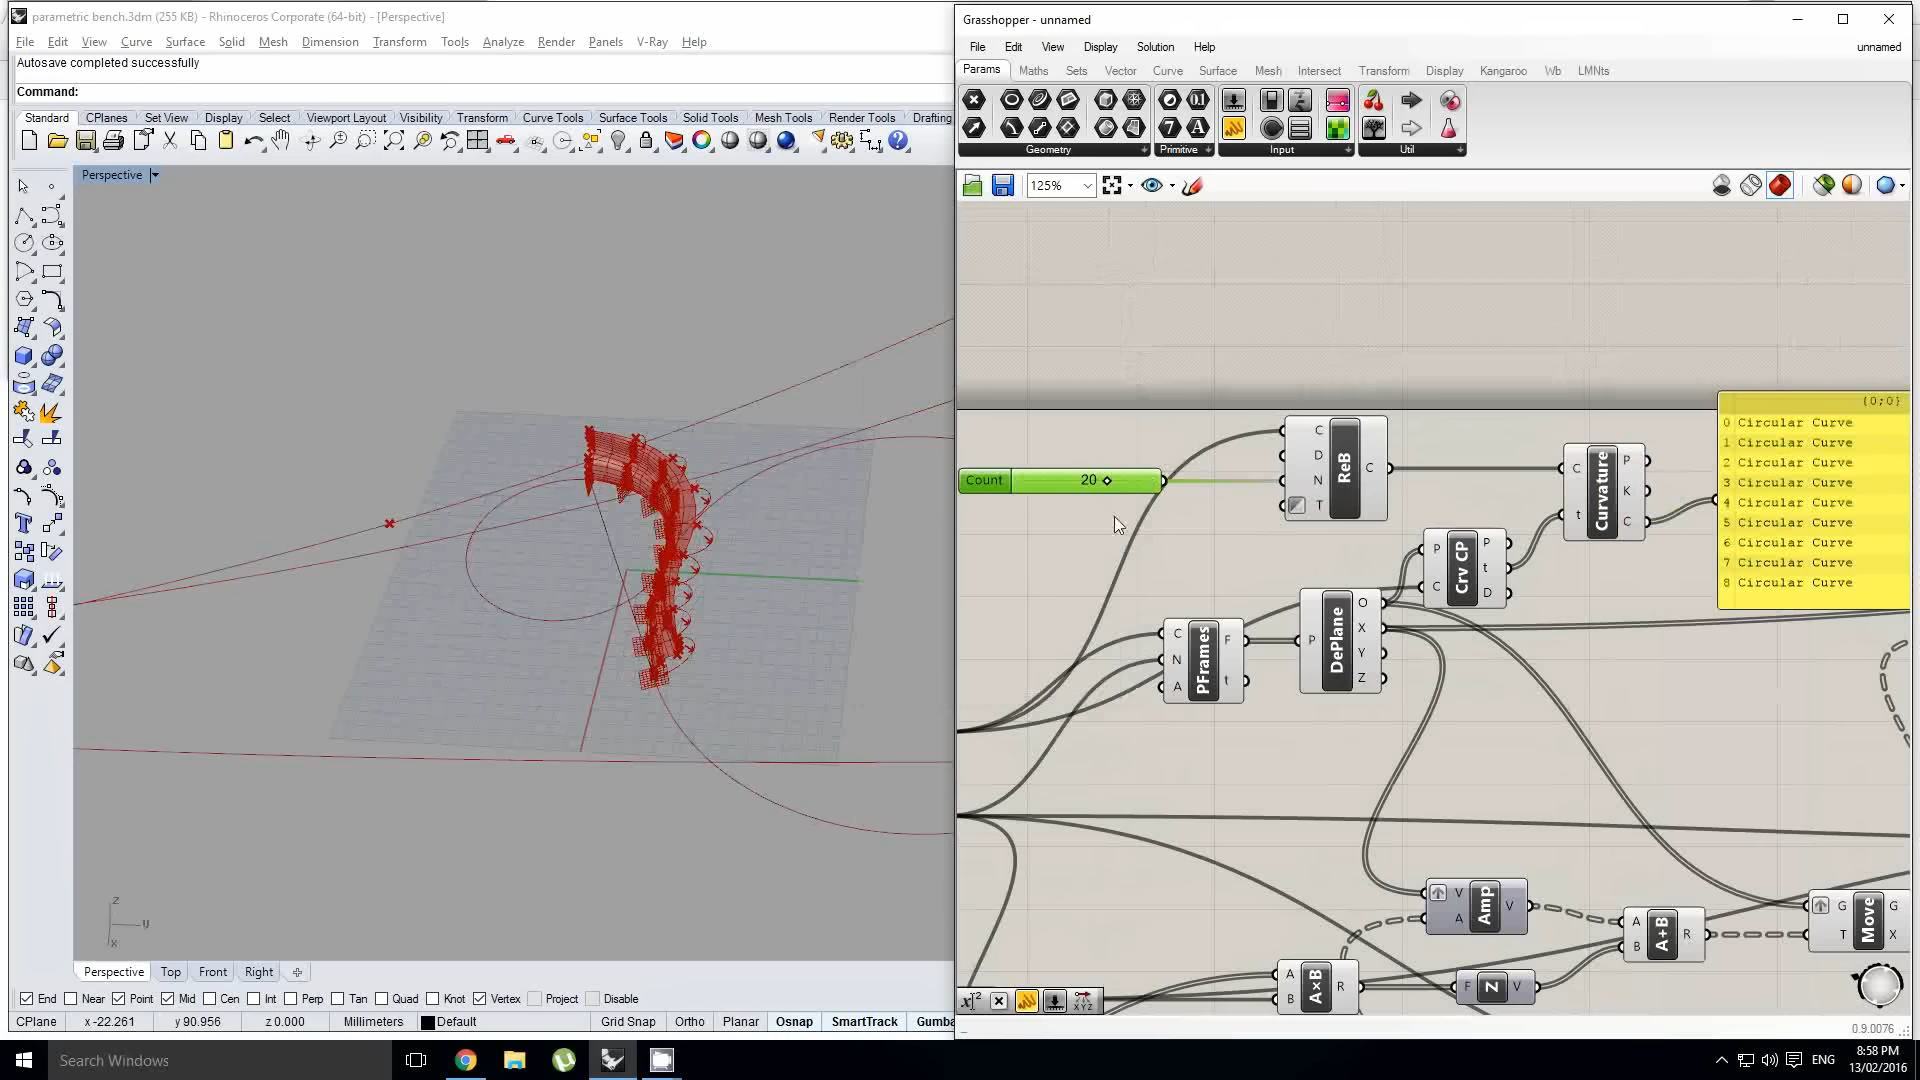 parametric bench.3dm (255 KB) - Rhinoceros Corporate (64-bit) - [Perspective]
File Edit View Curve Surface Solid Mesh Dimension Transform Tools Analyze Render Panels V-Ray Help
Autosave completed successfully
Command:
Standard CPlanes Set View Display Select Viewport Layout Visibility Transform Curve Tools Surface Tools Solid Tools Mesh Tools Render Tools Drafting
Perspective
z
y
x
Perspective Top Front Right
End Near Point Mid Cen Int Perp Tan Quad Knot Vertex Project Disable
CPlane x -22.261 y 90.956 z 0.000 Millimeters Default Grid Snap Ortho Planar Osnap SmartTrack Gumba
Grasshopper - unnamed
File Edit View Display Solution Help unnamed
Params Maths Sets Vector Curve Surface Mesh Intersect Transform Display Kangaroo Wb LMNts
Geometry Primitive Input Util
125%
Count 20
C D N T ReB C
C t Curvature P K C
{0;0}
0 Circular Curve
1 Circular Curve
2 Circular Curve
3 Circular Curve
4 Circular Curve
5 Circular Curve
6 Circular Curve
7 Circular Curve
8 Circular Curve
P C Crv CP P t D
C N A PFrames F t
P DePlane O X Y Z
V A Amp V
A B A+B R
G T Move G X
A B A×B R
F Z V
0.9.0076
Search Windows
ENG
8:58 PM
13/02/2016